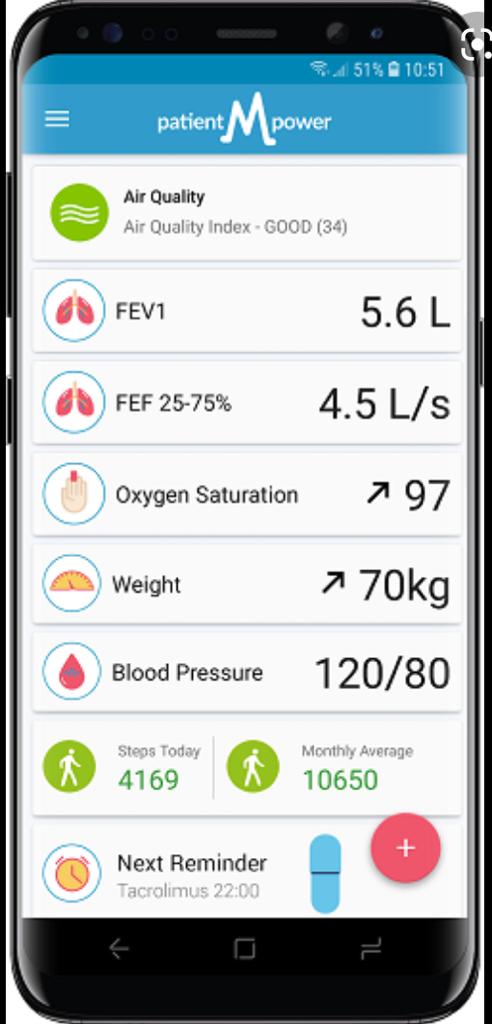 51% 10:51
patientMpower
Air Quality
Air Quality Index - GOOD (34)
FEV1 5.6 L
FEF 25-75% 4.5 L/s
Oxygen Saturation ↗ 97
Weight ↗ 70kg
Blood Pressure 120/80
Steps Today Monthly Average
4169 10650
Next Reminder +
Tacrolimus 22:00